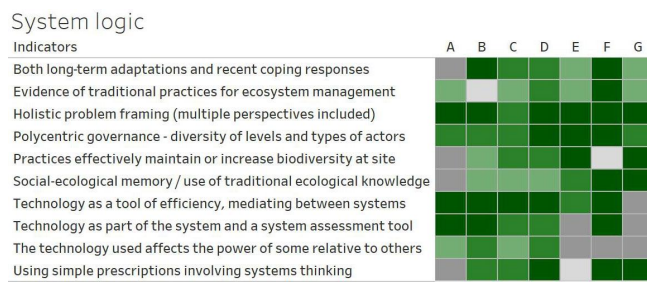 System logic
Indicators A B C D E F G
Both long-term adaptations and recent coping responses
Evidence of traditional practices for ecosystem management
Holistic problem framing (multiple perspectives included)
Polycentric governance - diversity of levels and types of actors
Practices effectively maintain or increase biodiversity at site
Social-ecological memory / use of traditional ecological knowledge
Technology as a tool of efficiency, mediating between systems
Technology as part of the system and a system assessment tool
The technology used affects the power of some relative to others
Using simple prescriptions involving systems thinking